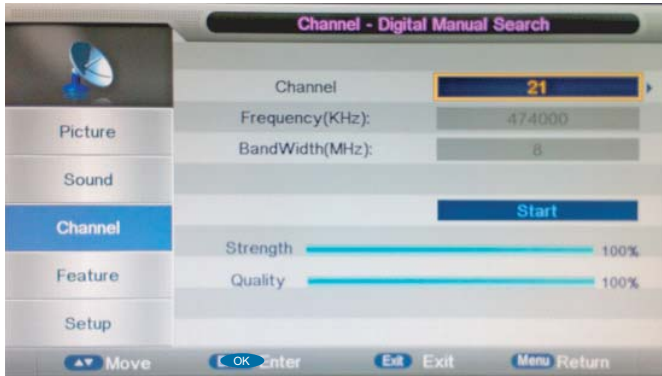 Channel - Digital Manual Search
Channel 21
Frequency(KHz): 474000
BandWidth(MHz): 8
Start
Strength 100%
Quality 100%
Picture
Sound
Channel
Feature
Setup
Move OK Enter Exit Exit Menu Return